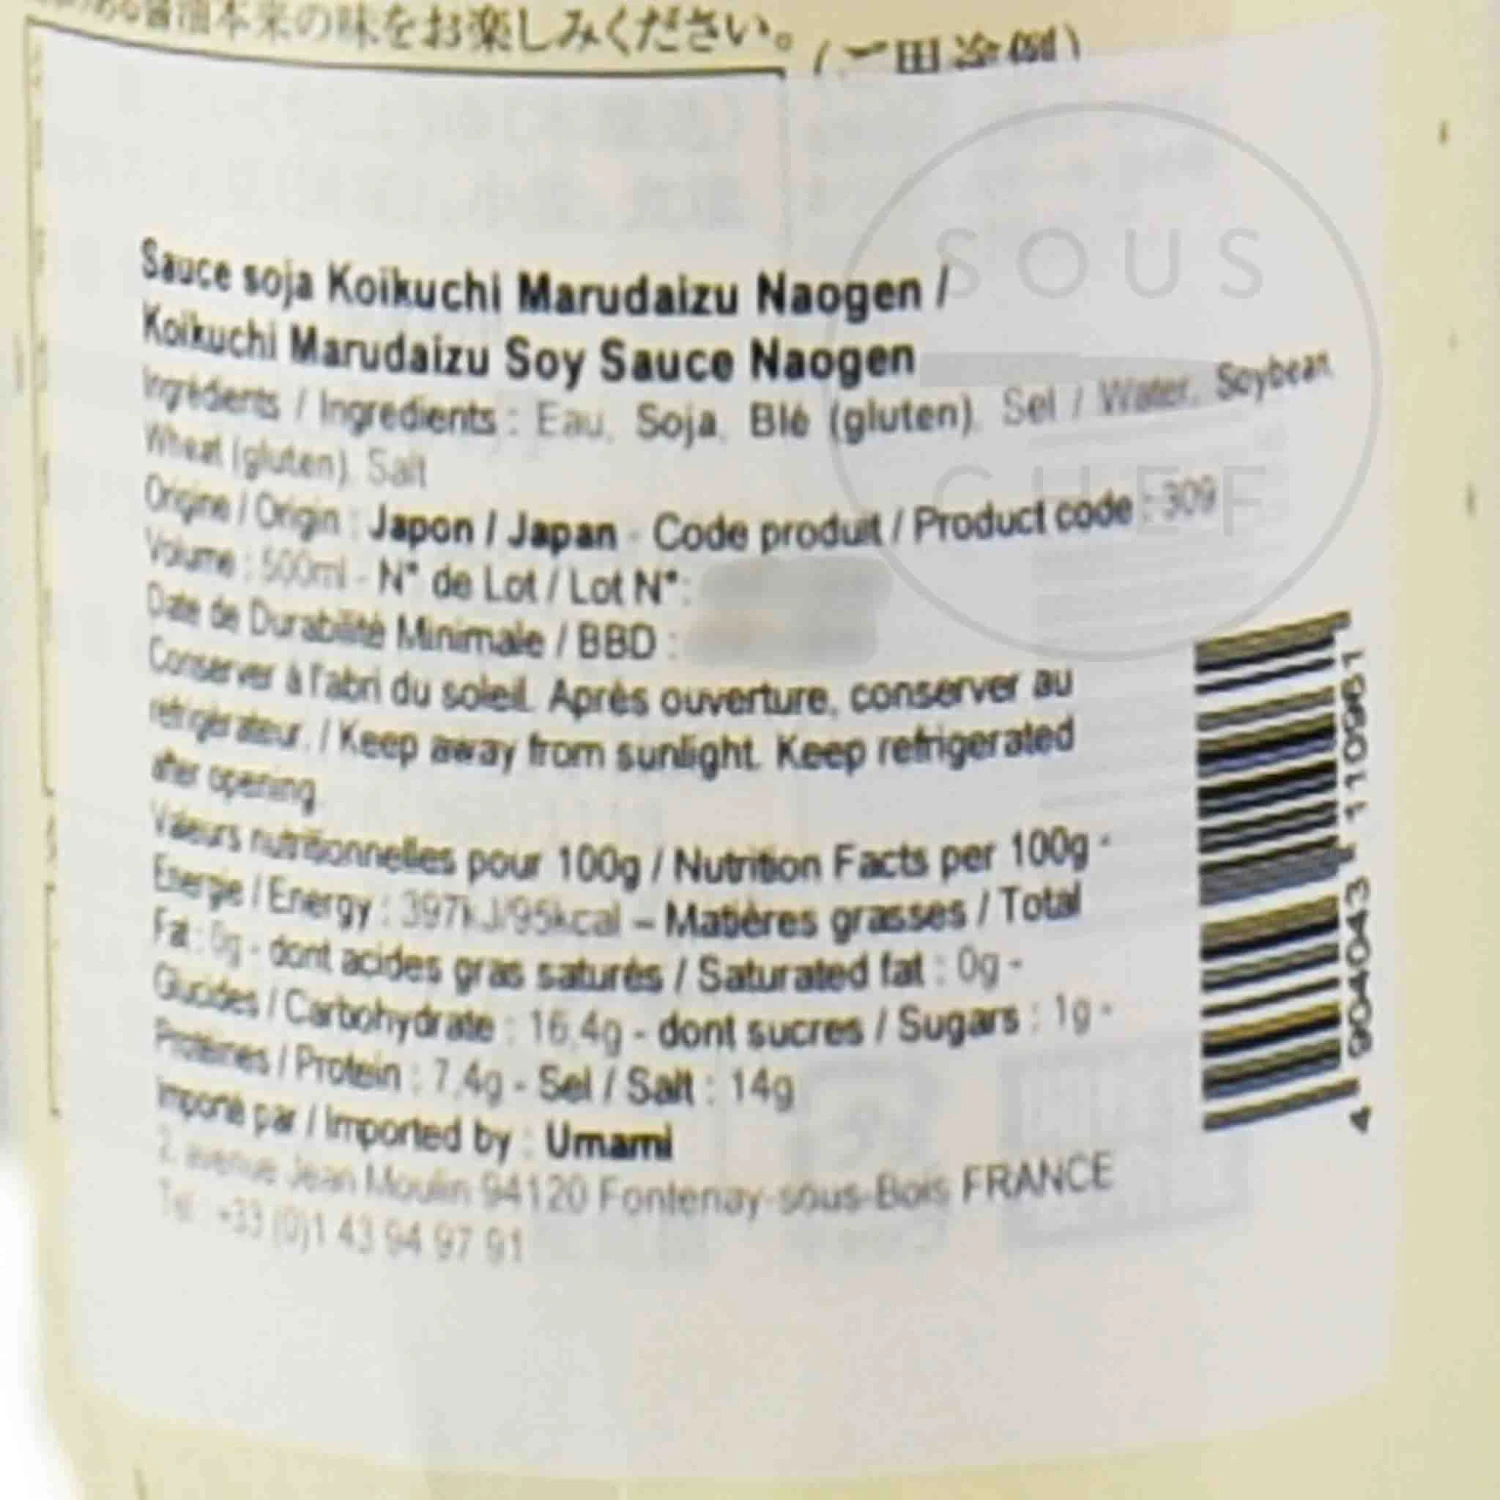 醤油本来の味をお楽しみください。
SOUS
CHEF
Sauce soja Koikuchi Marudaizu Naogen /
Koikuchi Marudaizu Soy Sauce Naogen
Ingrédients / Ingredients : Eau, Soja, Blé (gluten), Sel / Water, Soybean
Wheat (gluten), Salt
Origine / Origin : Japon / Japan - Code produit / Product code : 309
Volume : 500ml - N° de Lot / Lot N°:
Date de Durabilité Minimale / BBD :
Conserver à l'abri du soleil. Après ouverture, conserver au
réfrigérateur. / Keep away from sunlight. Keep refrigerated
after opening.
Valeurs nutritionnelles pour 100g / Nutrition Facts per 100g -
Energie / Energy : 397kJ/95kcal – Matières grasses / Total
Fat : 0g - dont acides gras saturés / Saturated fat : 0g -
Glucides / Carbohydrate : 16,4g - dont sucres / Sugars : 1g -
Protéines / Protein : 7,4g - Sel / Salt : 14g
Importé par / Imported by : Umami
2, avenue Jean Moulin 94120 Fontenay-sous-Bois FRANCE
Tel : +33 (0)1 43 94 97 91
4 904043 110961